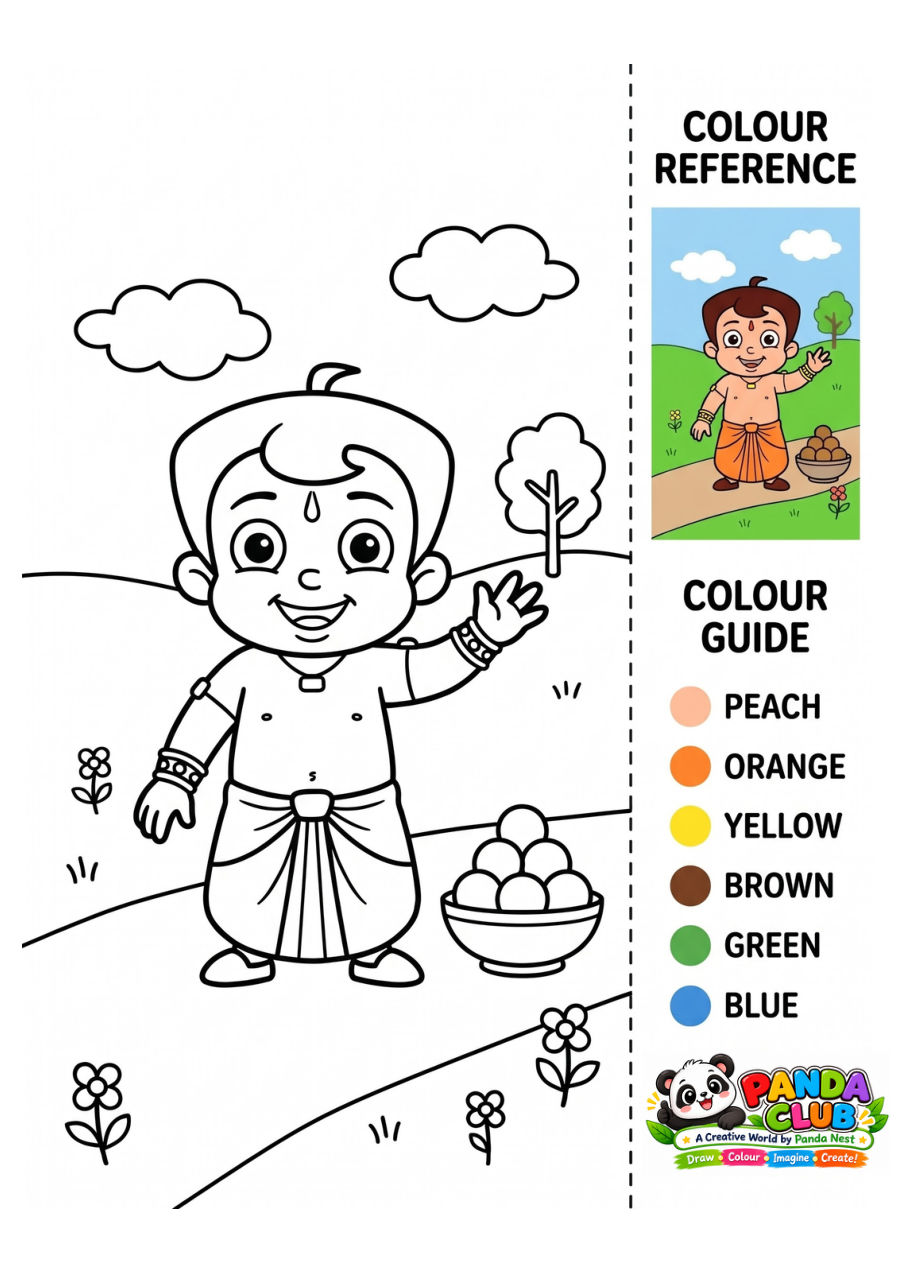 COLOUR
REFERENCE
COLOUR
GUIDE
PEACH
ORANGE
YELLOW
BROWN
GREEN
BLUE
PANDA
CLUB
A Creative World by Panda Nest
Draw • Colour • Imagine • Create!